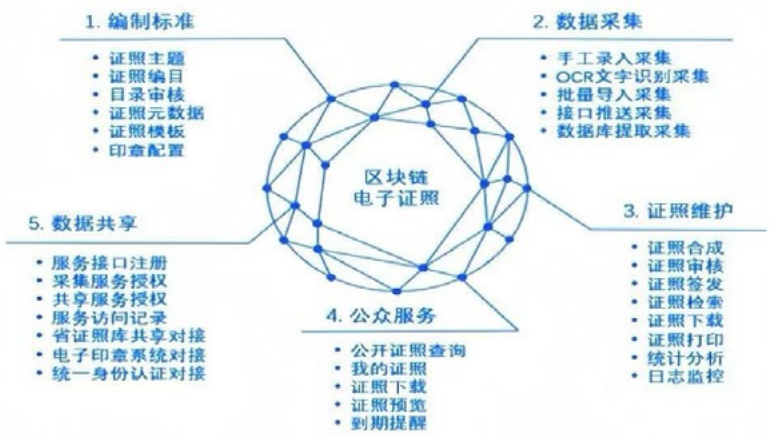 1. 编制标准
• 证照主题
• 证照编目
• 目录审核
• 证照元数据
• 证照模板
• 印章配置
2. 数据采集
• 手工录入采集
• OCR文字识别采集
• 批量导入采集
• 接口推送采集
• 数据库提取采集
区块链
电子证照
3. 证照维护
• 证照合成
• 证照审核
• 证照签发
• 证照检索
• 证照下载
• 证照打印
• 统计分析
• 日志监控
4. 公众服务
• 公开证照查询
• 我的证照
• 证照下载
• 证照预览
• 到期提醒
5. 数据共享
• 服务接口注册
• 采集服务授权
• 共享服务授权
• 服务访问记录
• 省证照库共享对接
• 电子印章系统对接
• 统一身份认证对接